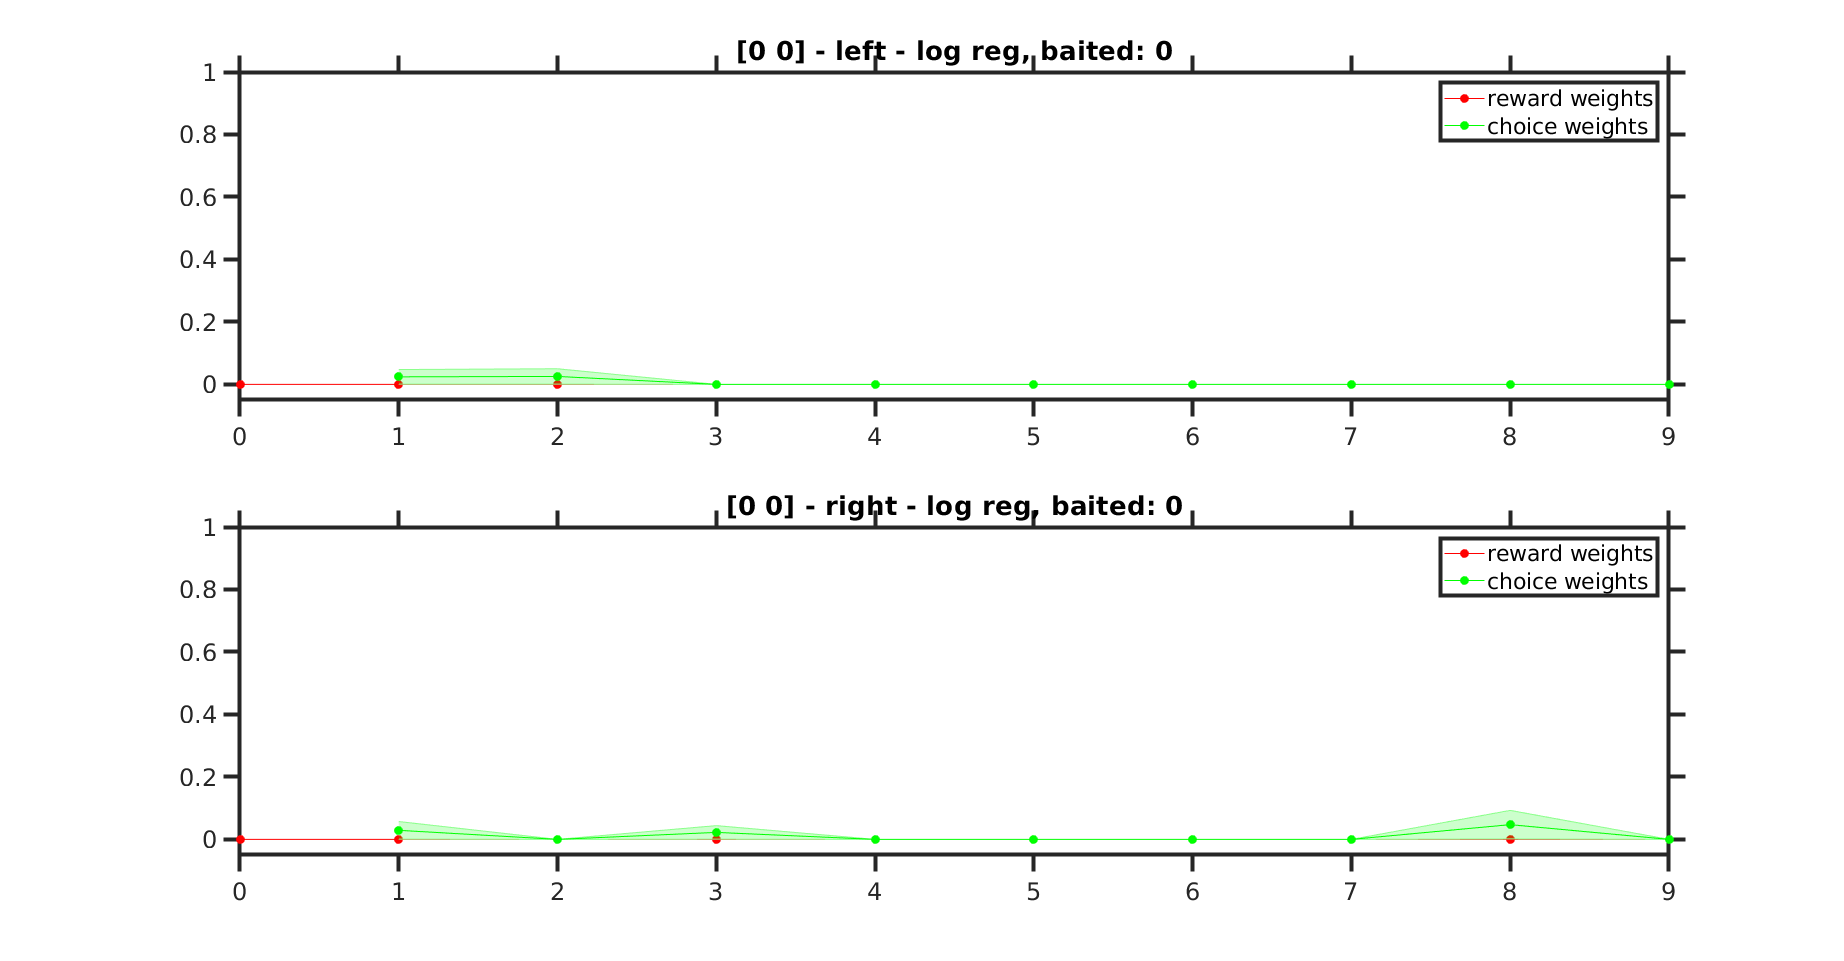 [0 0] - left - log reg, baited: 0
1
reward weights
choice weights
0.8
0.6
0.4
0.2
0
0 1 2 3 4 5 6 7 8 9
[0 0] - right - log reg, baited: 0
1
reward weights
choice weights
0.8
0.6
0.4
0.2
0
0 1 2 3 4 5 6 7 8 9